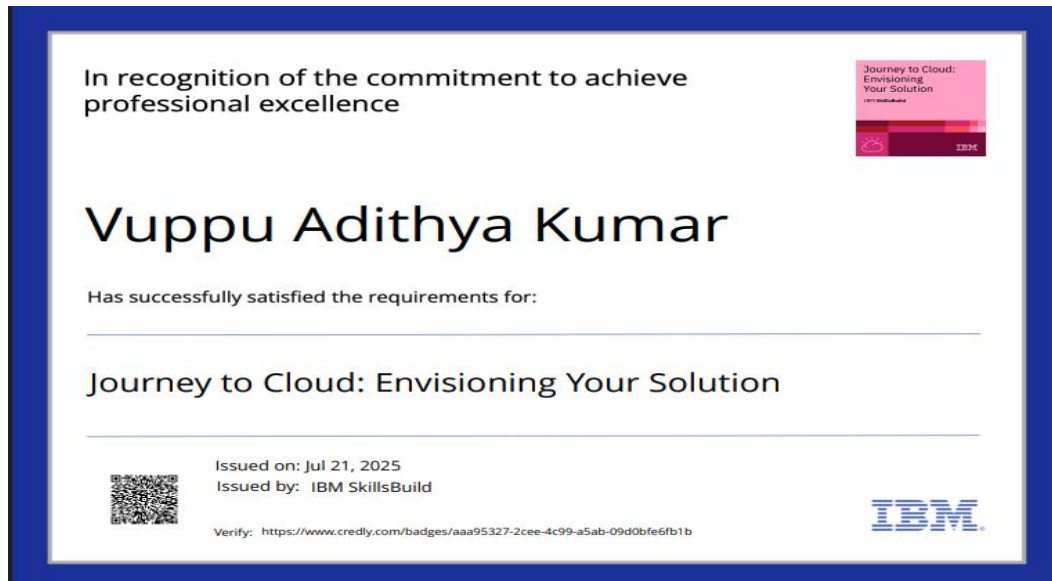 In recognition of the commitment to achieve
professional excellence
Journey to Cloud:
Envisioning
Your Solution
IBM SkillsBuild
IBM
Vuppu Adithya Kumar
Has successfully satisfied the requirements for:
Journey to Cloud: Envisioning Your Solution
Issued on: Jul 21, 2025
Issued by: IBM SkillsBuild
Verify: https://www.credly.com/badges/aaa95327-2cee-4c99-a5ab-09d0bfe6fb1b
IBM.